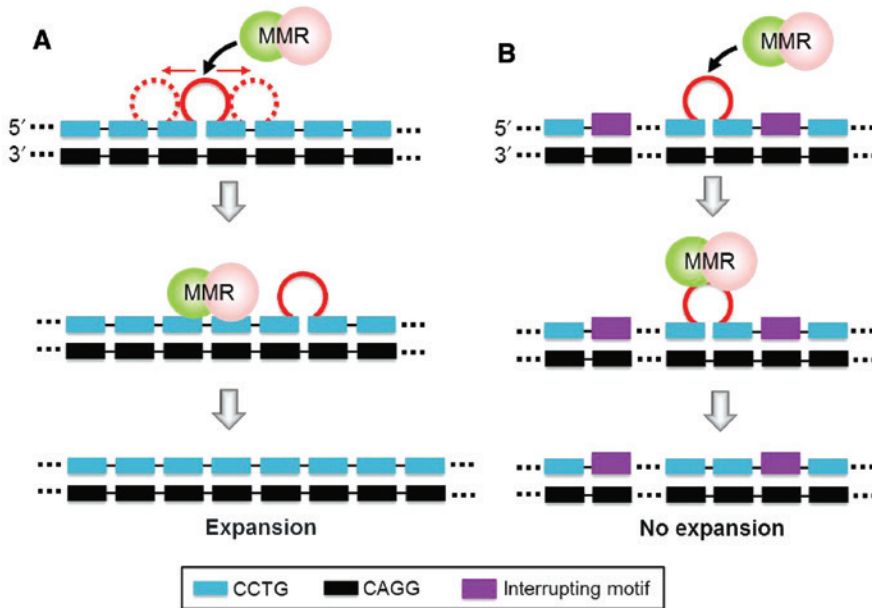 A
MMR
5′
3′
MMR
Expansion
B
MMR
5′
3′
MMR
No expansion
CCTG CAGG Interrupting motif